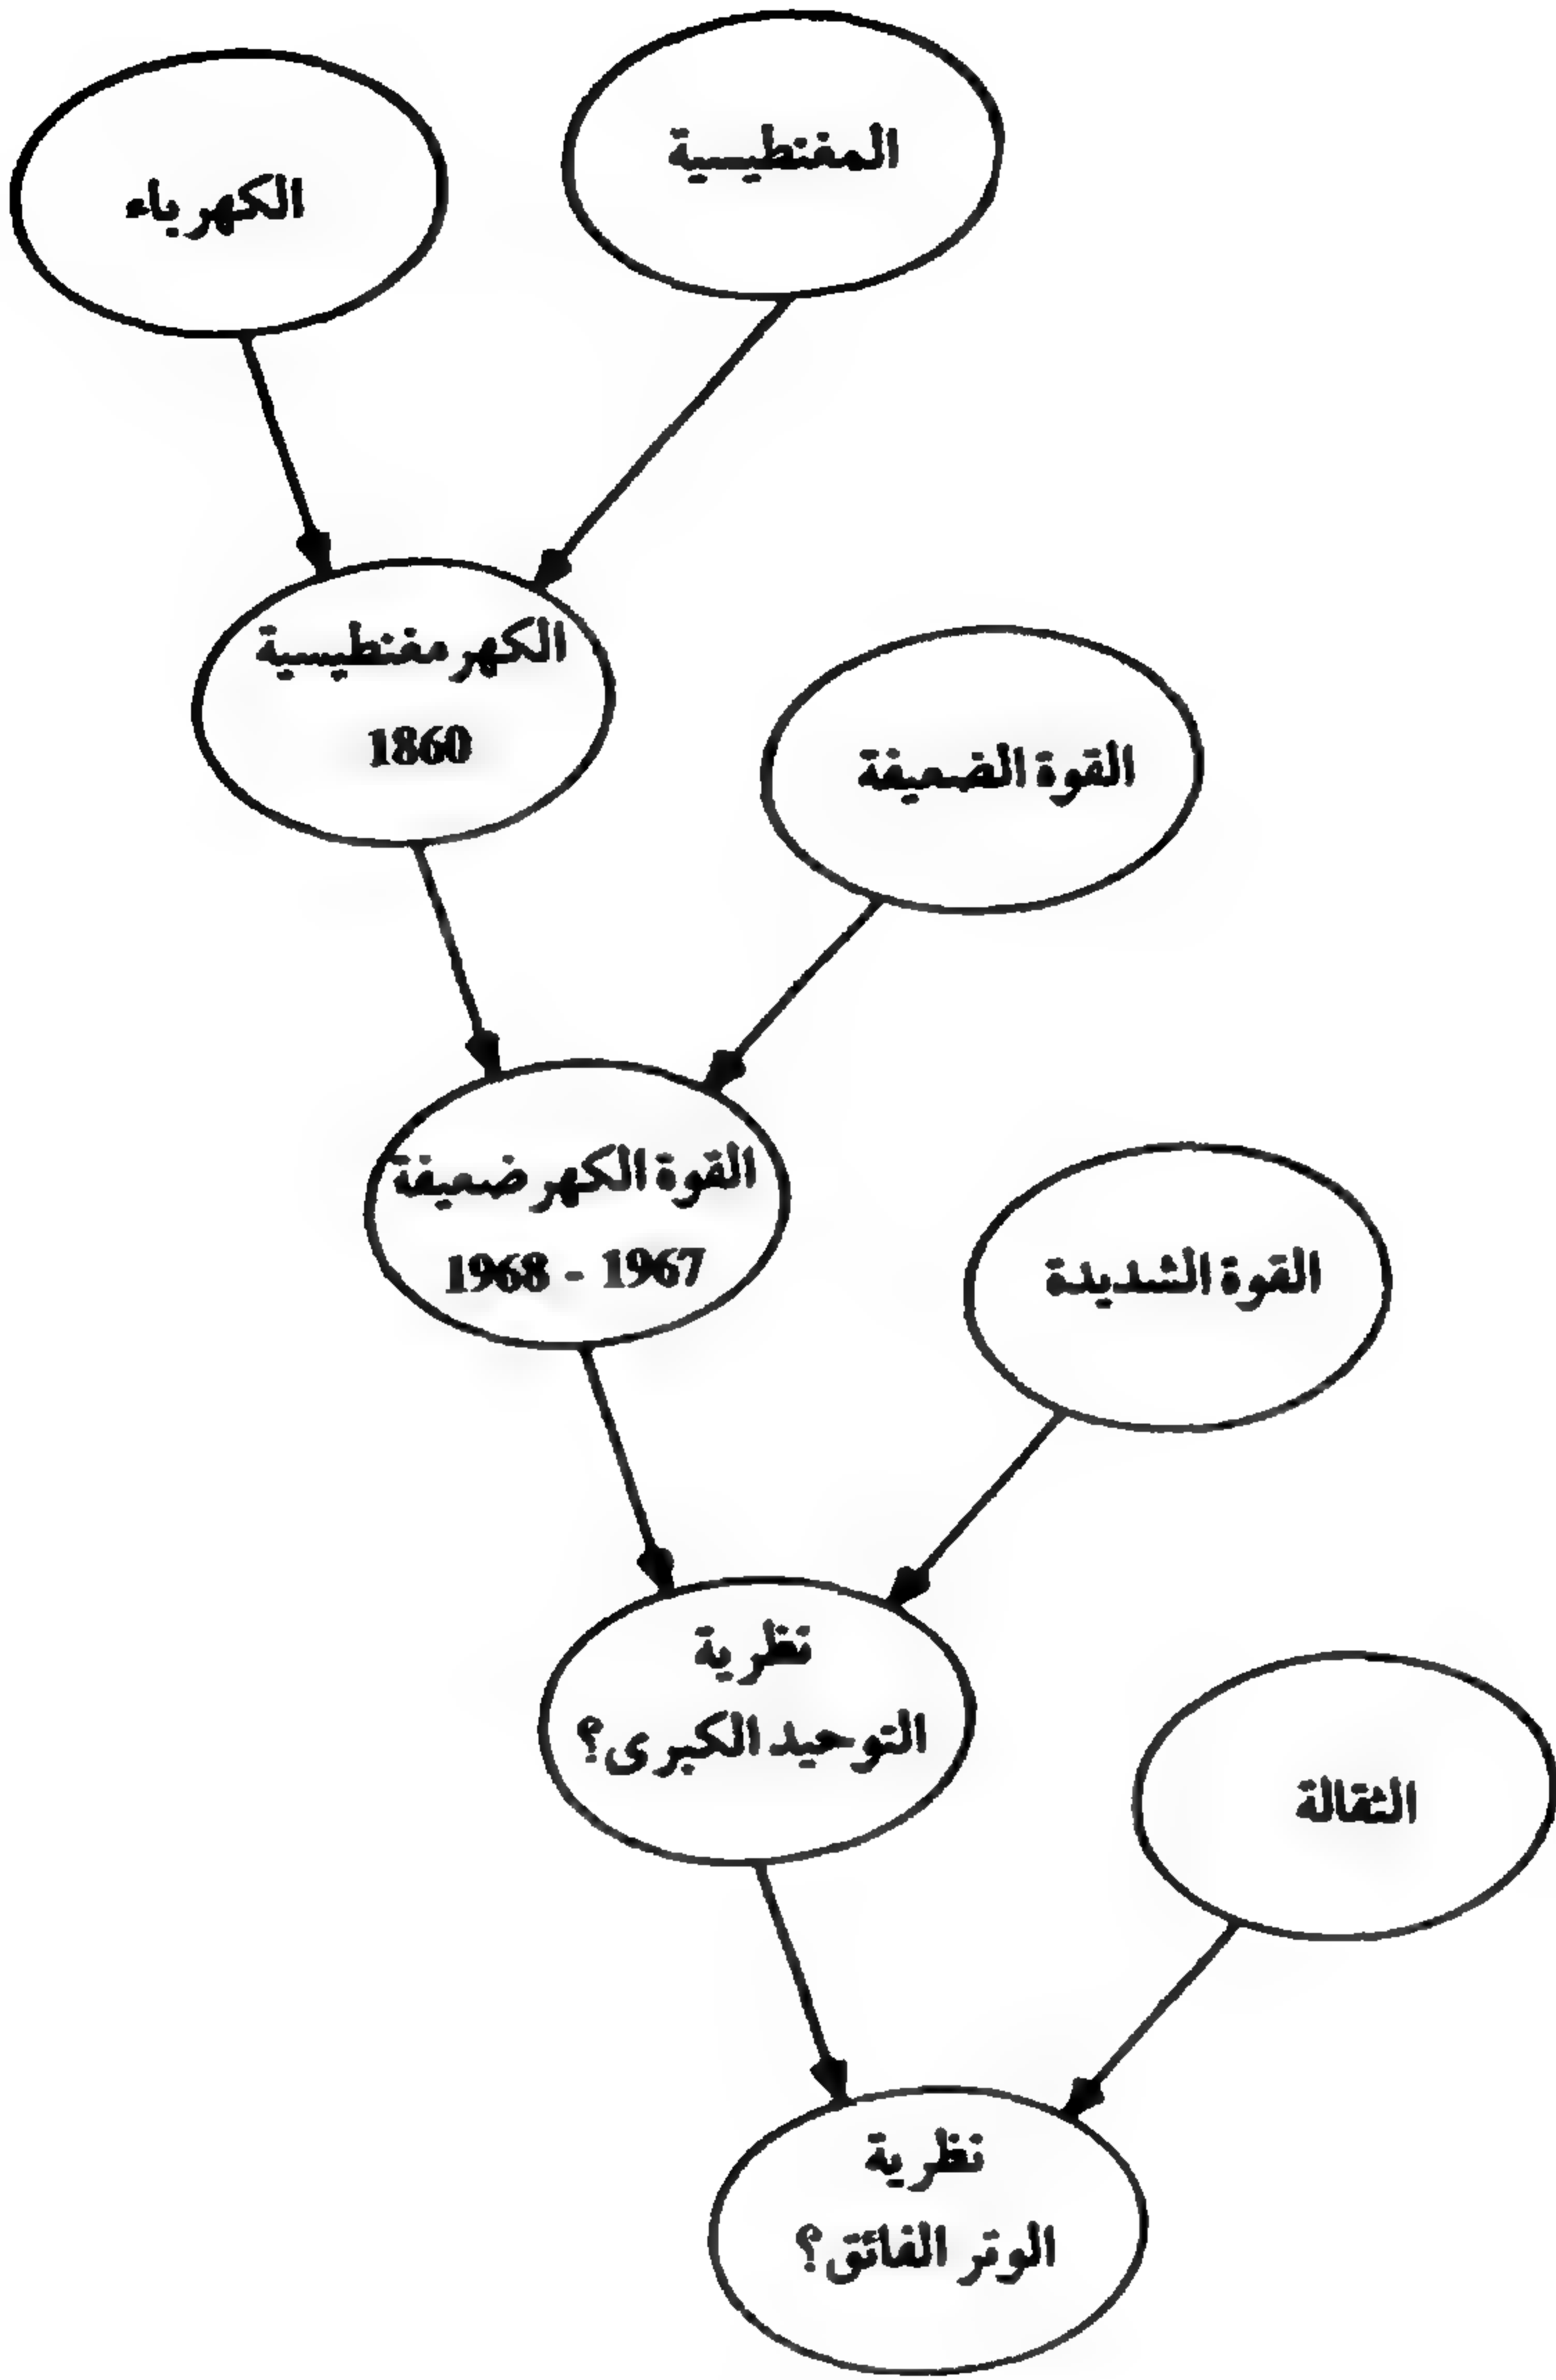 المغنطيسية
الكهرباء
الكهرمغنطيسية
1860
القوة الضعيفة
القوة الكهرضعيفة
1968 - 1967
القوة الشديدة
نظرية
التوحيد الكبرى؟
الثقالة
نظرية
الوتر الفائق؟